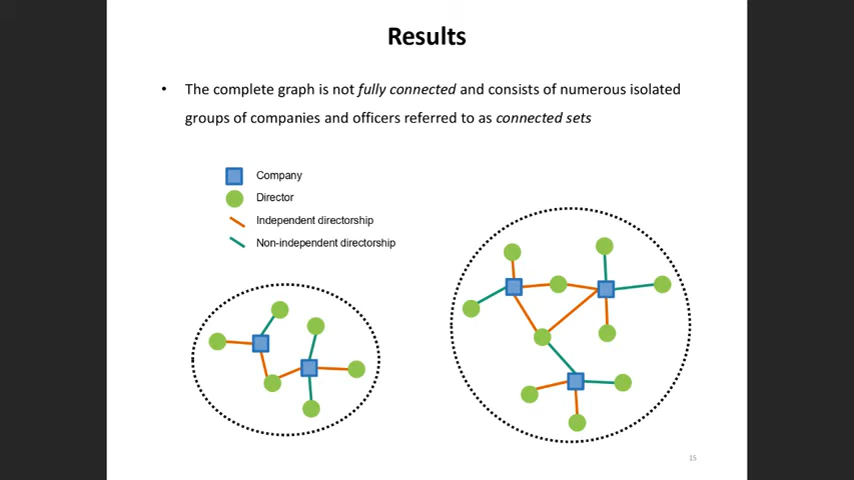 Results
• The complete graph is not fully connected and consists of numerous isolated
groups of companies and officers referred to as connected sets
Company
Director
Independent directorship
Non-independent directorship
15